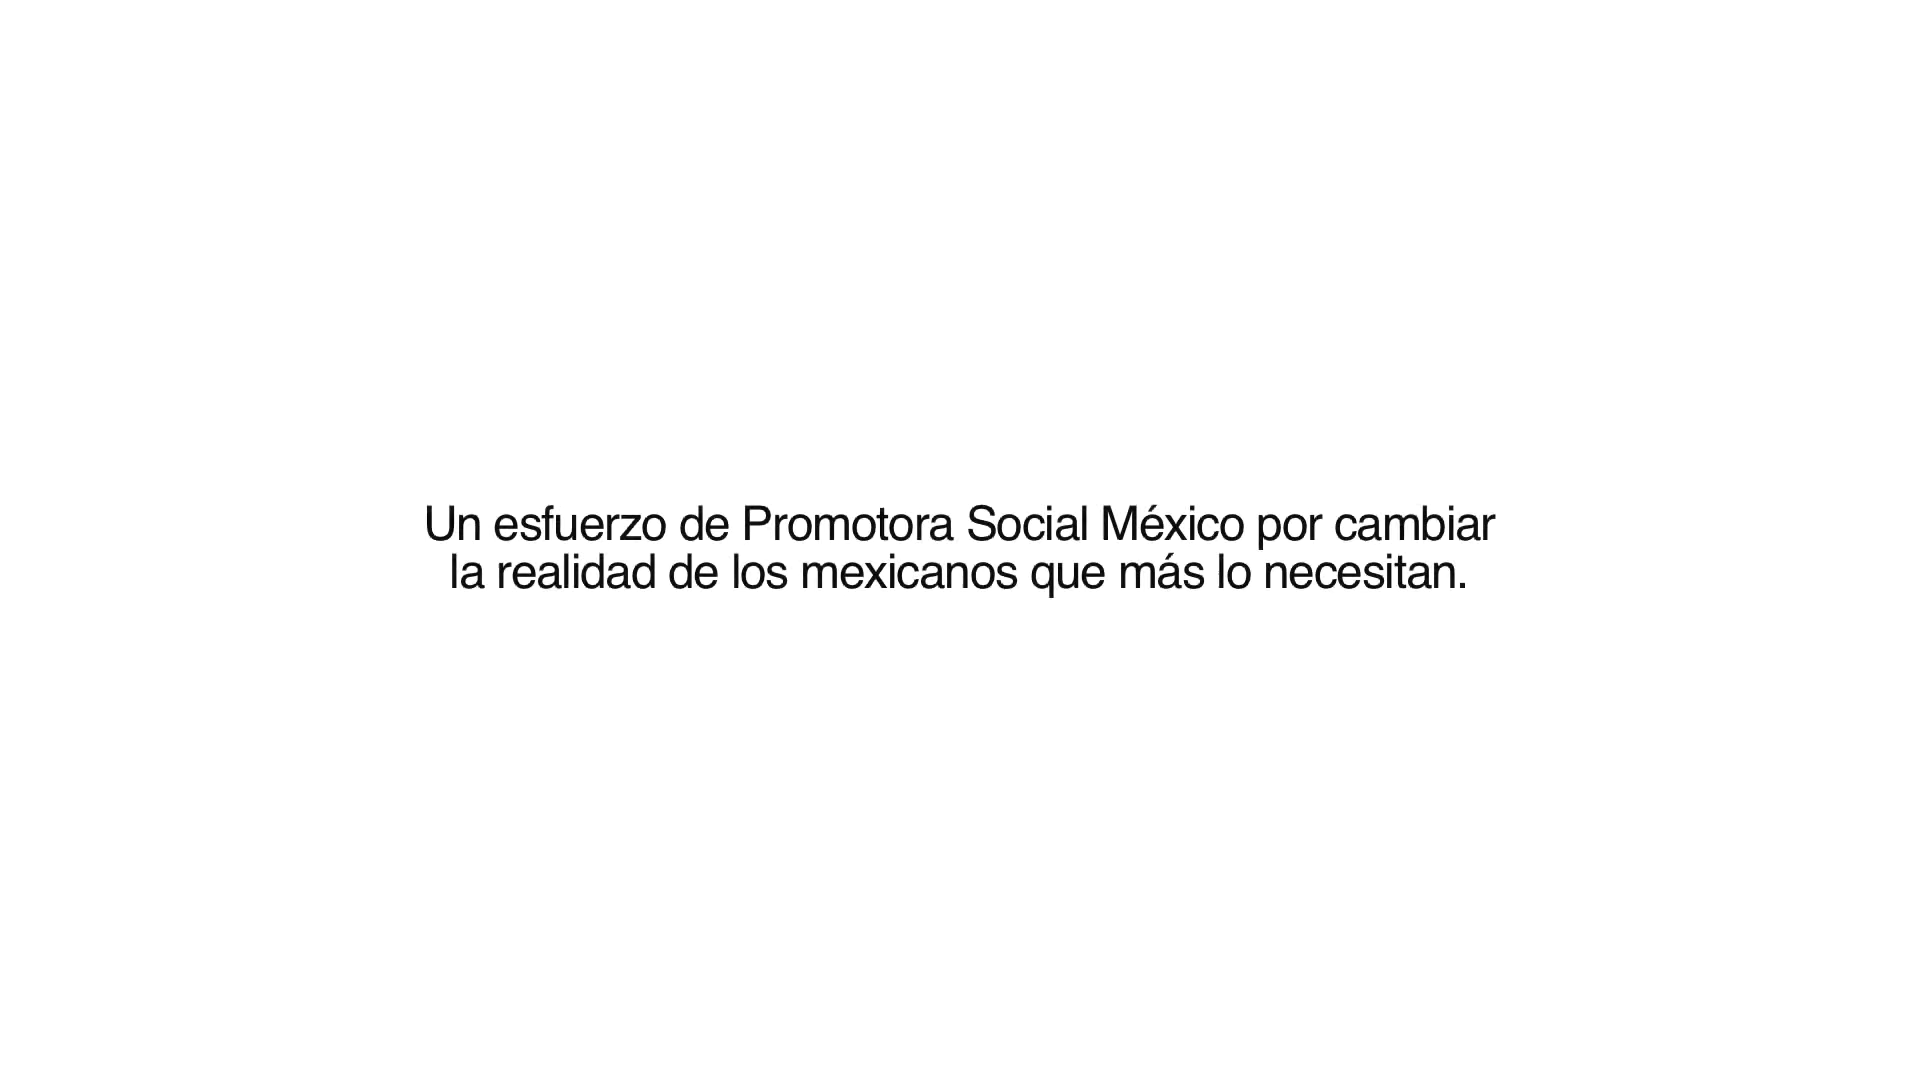 Un esfuerzo de Promotora Social México por cambiar
la realidad de los mexicanos que más lo necesitan.